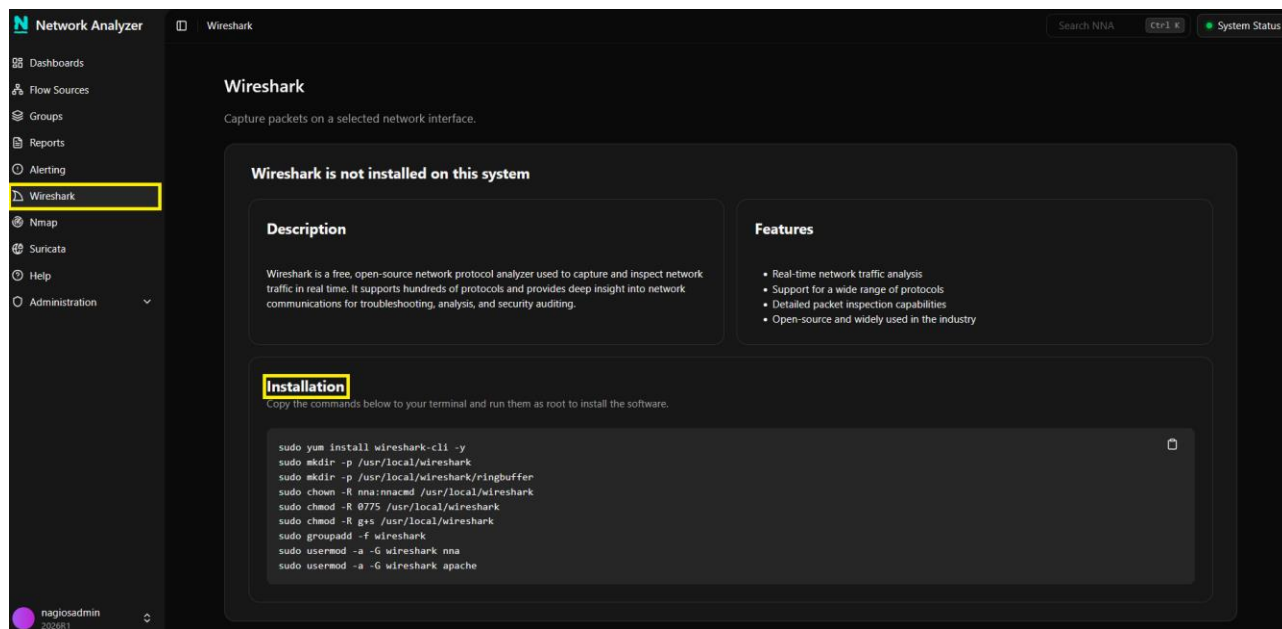 Network Analyzer
Wireshark
Search NNA
Ctrl K
System Status
Dashboards
Flow Sources
Groups
Reports
Alerting
Wireshark
Nmap
Suricata
Help
Administration
Wireshark
Capture packets on a selected network interface.
Wireshark is not installed on this system
Description
Wireshark is a free, open-source network protocol analyzer used to capture and inspect network
traffic in real time. It supports hundreds of protocols and provides deep insight into network
communications for troubleshooting, analysis, and security auditing.
Features
• Real-time network traffic analysis
• Support for a wide range of protocols
• Detailed packet inspection capabilities
• Open-source and widely used in the industry
Installation
Copy the commands below to your terminal and run them as root to install the software.
sudo yum install wireshark-cli -y
sudo mkdir -p /usr/local/wireshark
sudo mkdir -p /usr/local/wireshark/ringbuffer
sudo chown -R nna:nnacmd /usr/local/wireshark
sudo chmod -R 0775 /usr/local/wireshark
sudo chmod -R g+s /usr/local/wireshark
sudo groupadd -f wireshark
sudo usermod -a -G wireshark nna
sudo usermod -a -G wireshark apache
nagiosadmin
2026R1